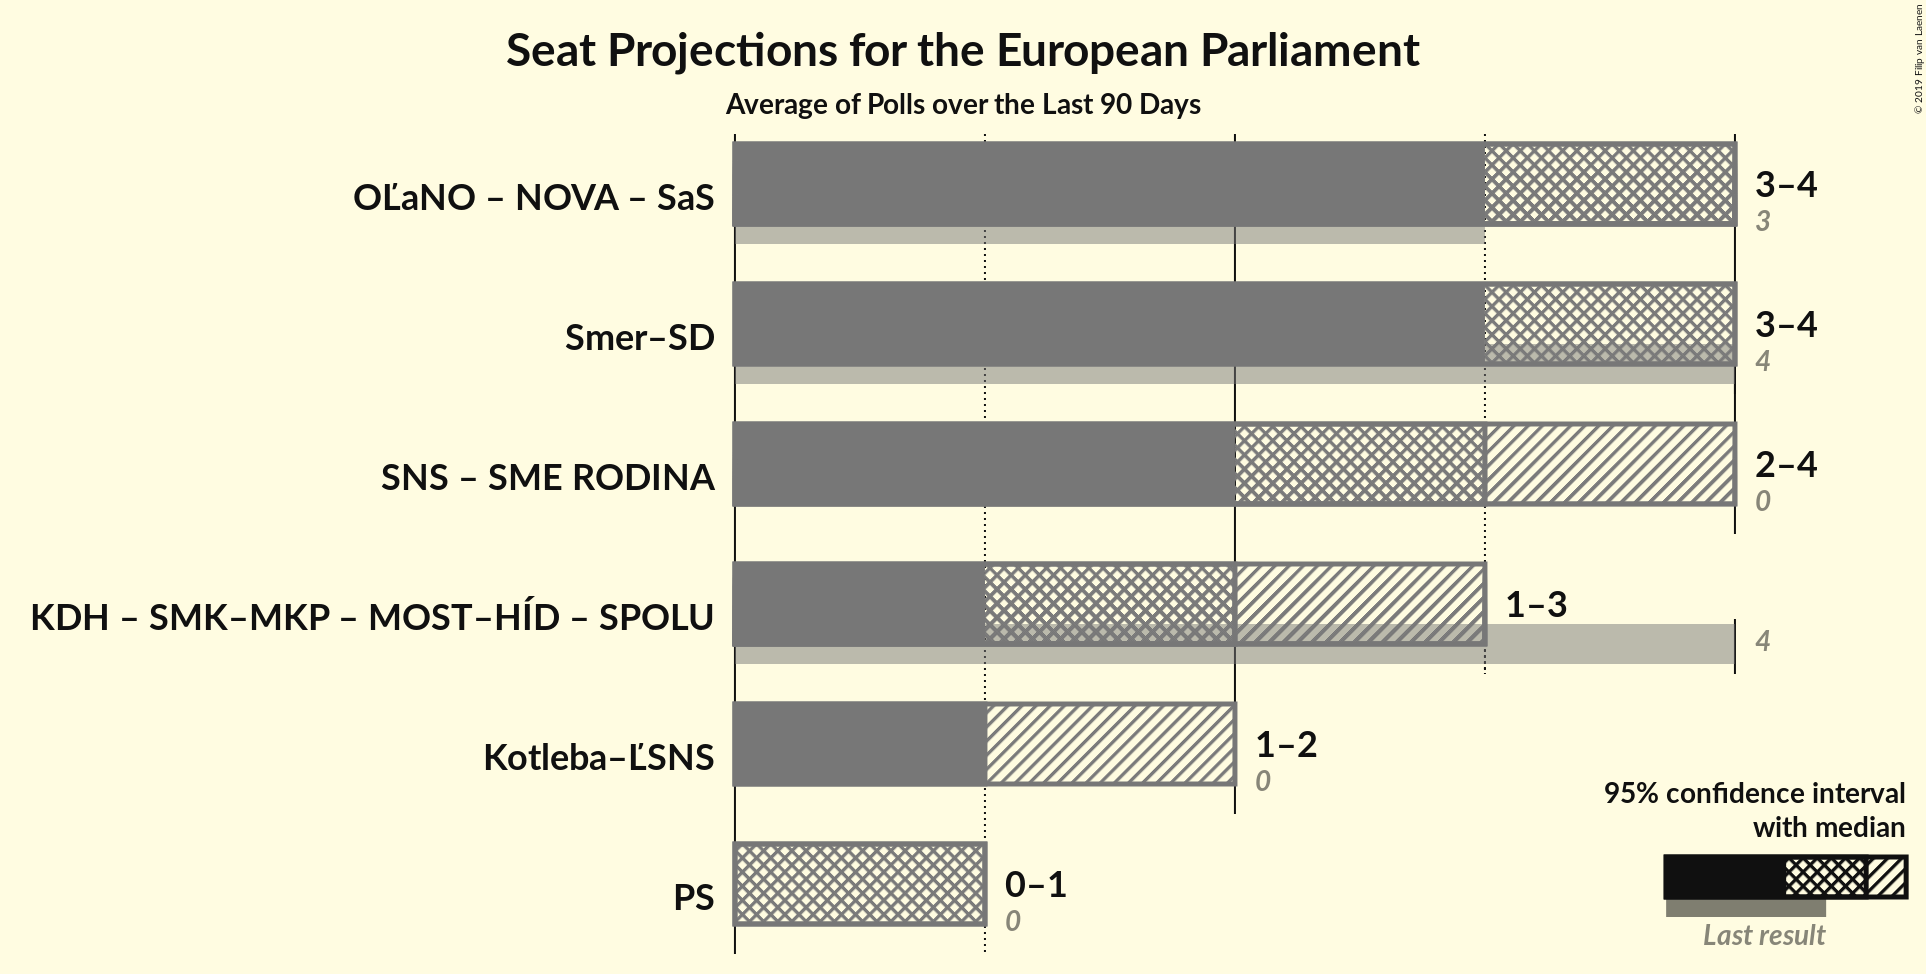 Seat Projections for the European Parliament
Average of Polls over the Last 90 Days
© 2019 Filip van Laenen
OĽaNO – NOVA – SaS
3–4
3
Smer–SD
3–4
4
SNS – SME RODINA
2–4
0
KDH – SMK–MKP – MOST–HÍD – SPOLU
1–3
4
Kotleba–ĽSNS
1–2
0
PS
0–1
0
95% confidence interval
with median
Last result